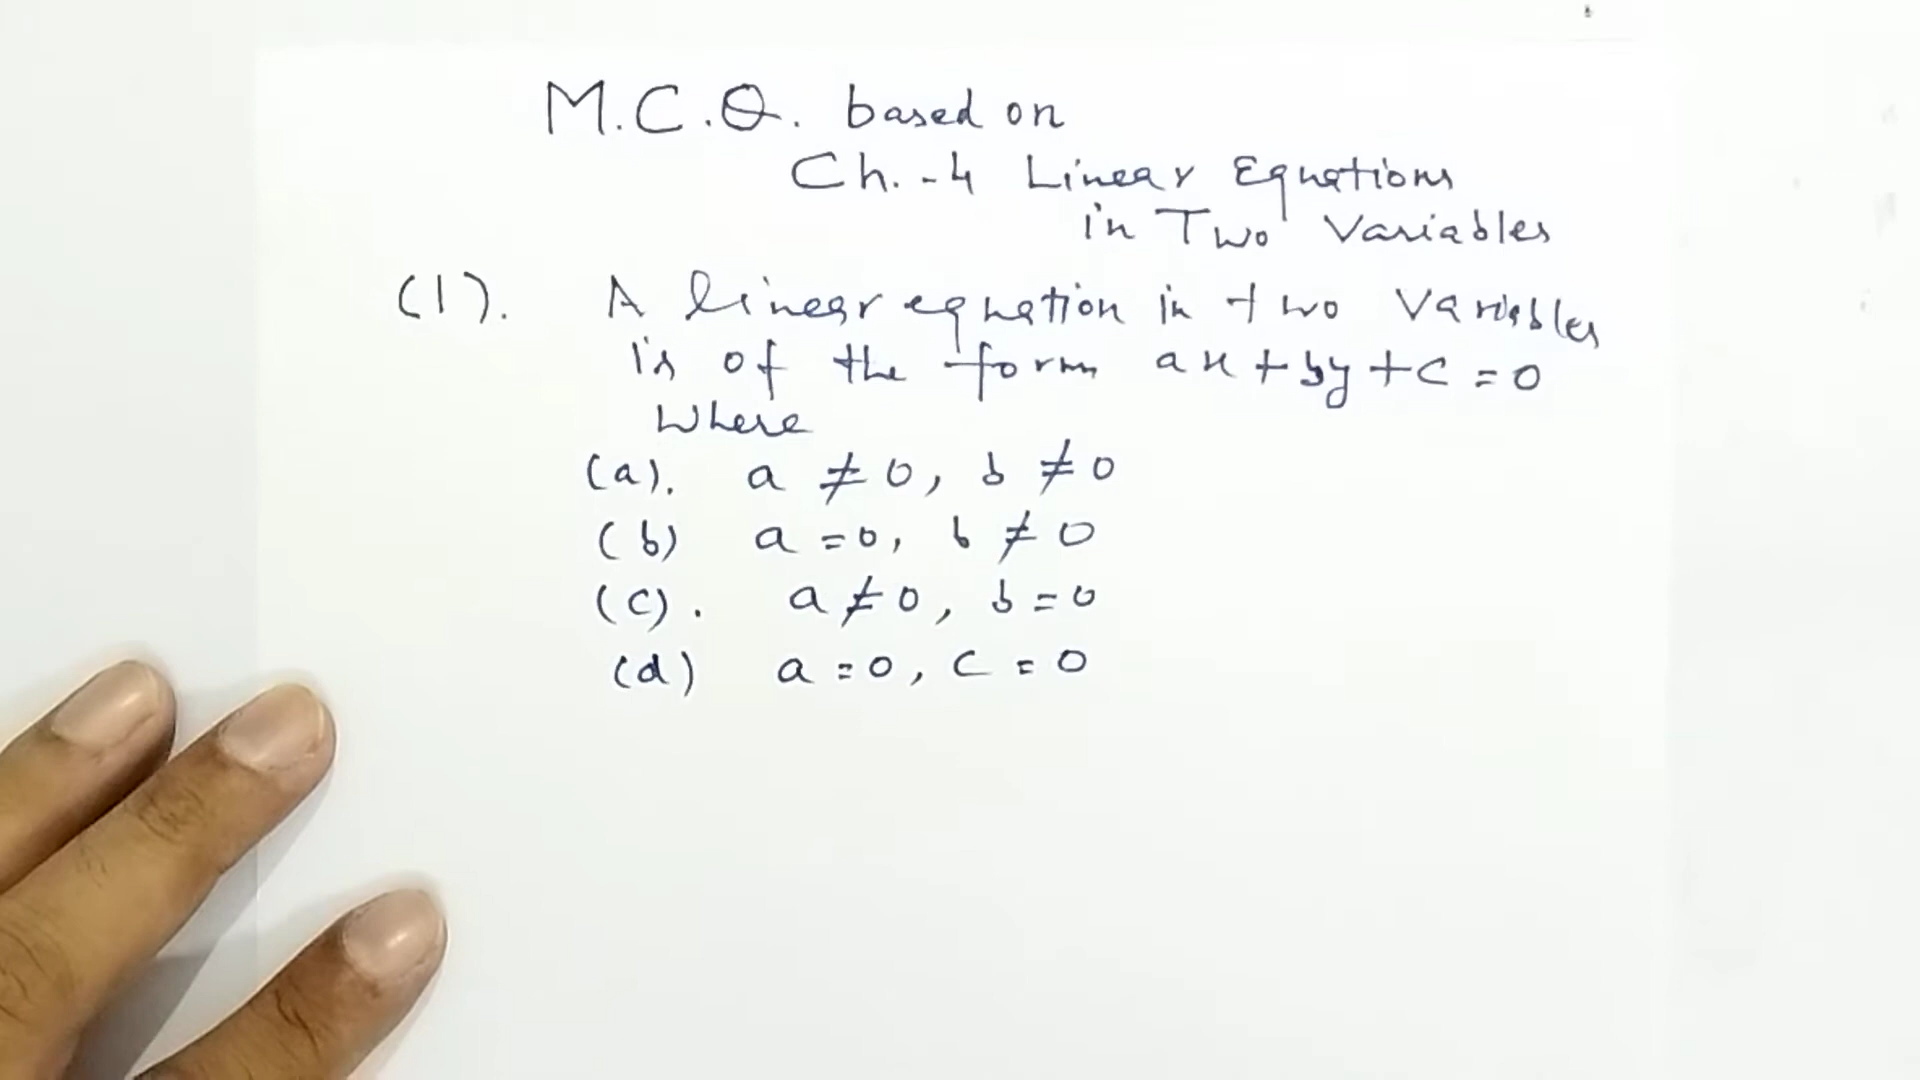 M.C.Q. based on
Ch.-4 Linear Equations
in Two Variables
(1). A linear equation in two variables
is of the form ax+by+c=0
where
(a). a ≠ 0, b ≠ 0
(b) a = 0, b ≠ 0
(c). a ≠ 0, b = 0
(d) a = 0, c = 0